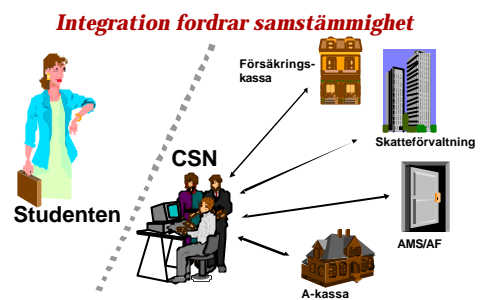 Integration fordrar samstämmighet
Försäkrings-
kassa
Skatteförvaltning
CSN
Studenten
AMS/AF
A-kassa